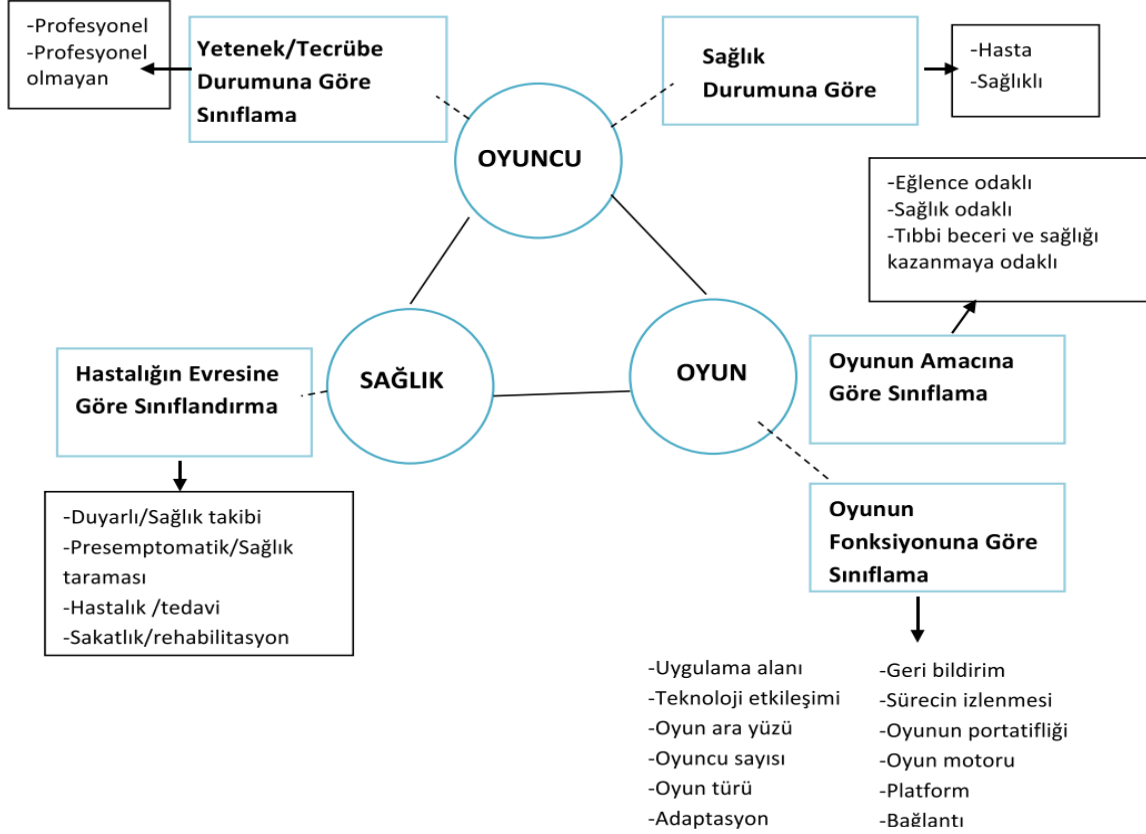 -Profesyonel
-Profesyonel
olmayan
Yetenek/Tecrübe
Durumuna Göre
Sınıflama
Sağlık
Durumuna Göre
-Hasta
-Sağlıklı
OYUNCU
-Eğlence odaklı
-Sağlık odaklı
-Tıbbi beceri ve sağlığı
kazanmaya odaklı
Hastalığın Evresine
Göre Sınıflandırma
SAĞLIK
OYUN
Oyunun Amacına
Göre Sınıflama
-Duyarlı/Sağlık takibi
-Presemptomatik/Sağlık
taraması
-Hastalık /tedavi
-Sakatlık/rehabilitasyon
Oyunun
Fonksiyonuna Göre
Sınıflama
-Uygulama alanı
-Teknoloji etkileşimi
-Oyun ara yüzü
-Oyuncu sayısı
-Oyun türü
-Adaptasyon
-Geri bildirim
-Sürecin izlenmesi
-Oyunun portatifliği
-Oyun motoru
-Platform
-Bağlantı